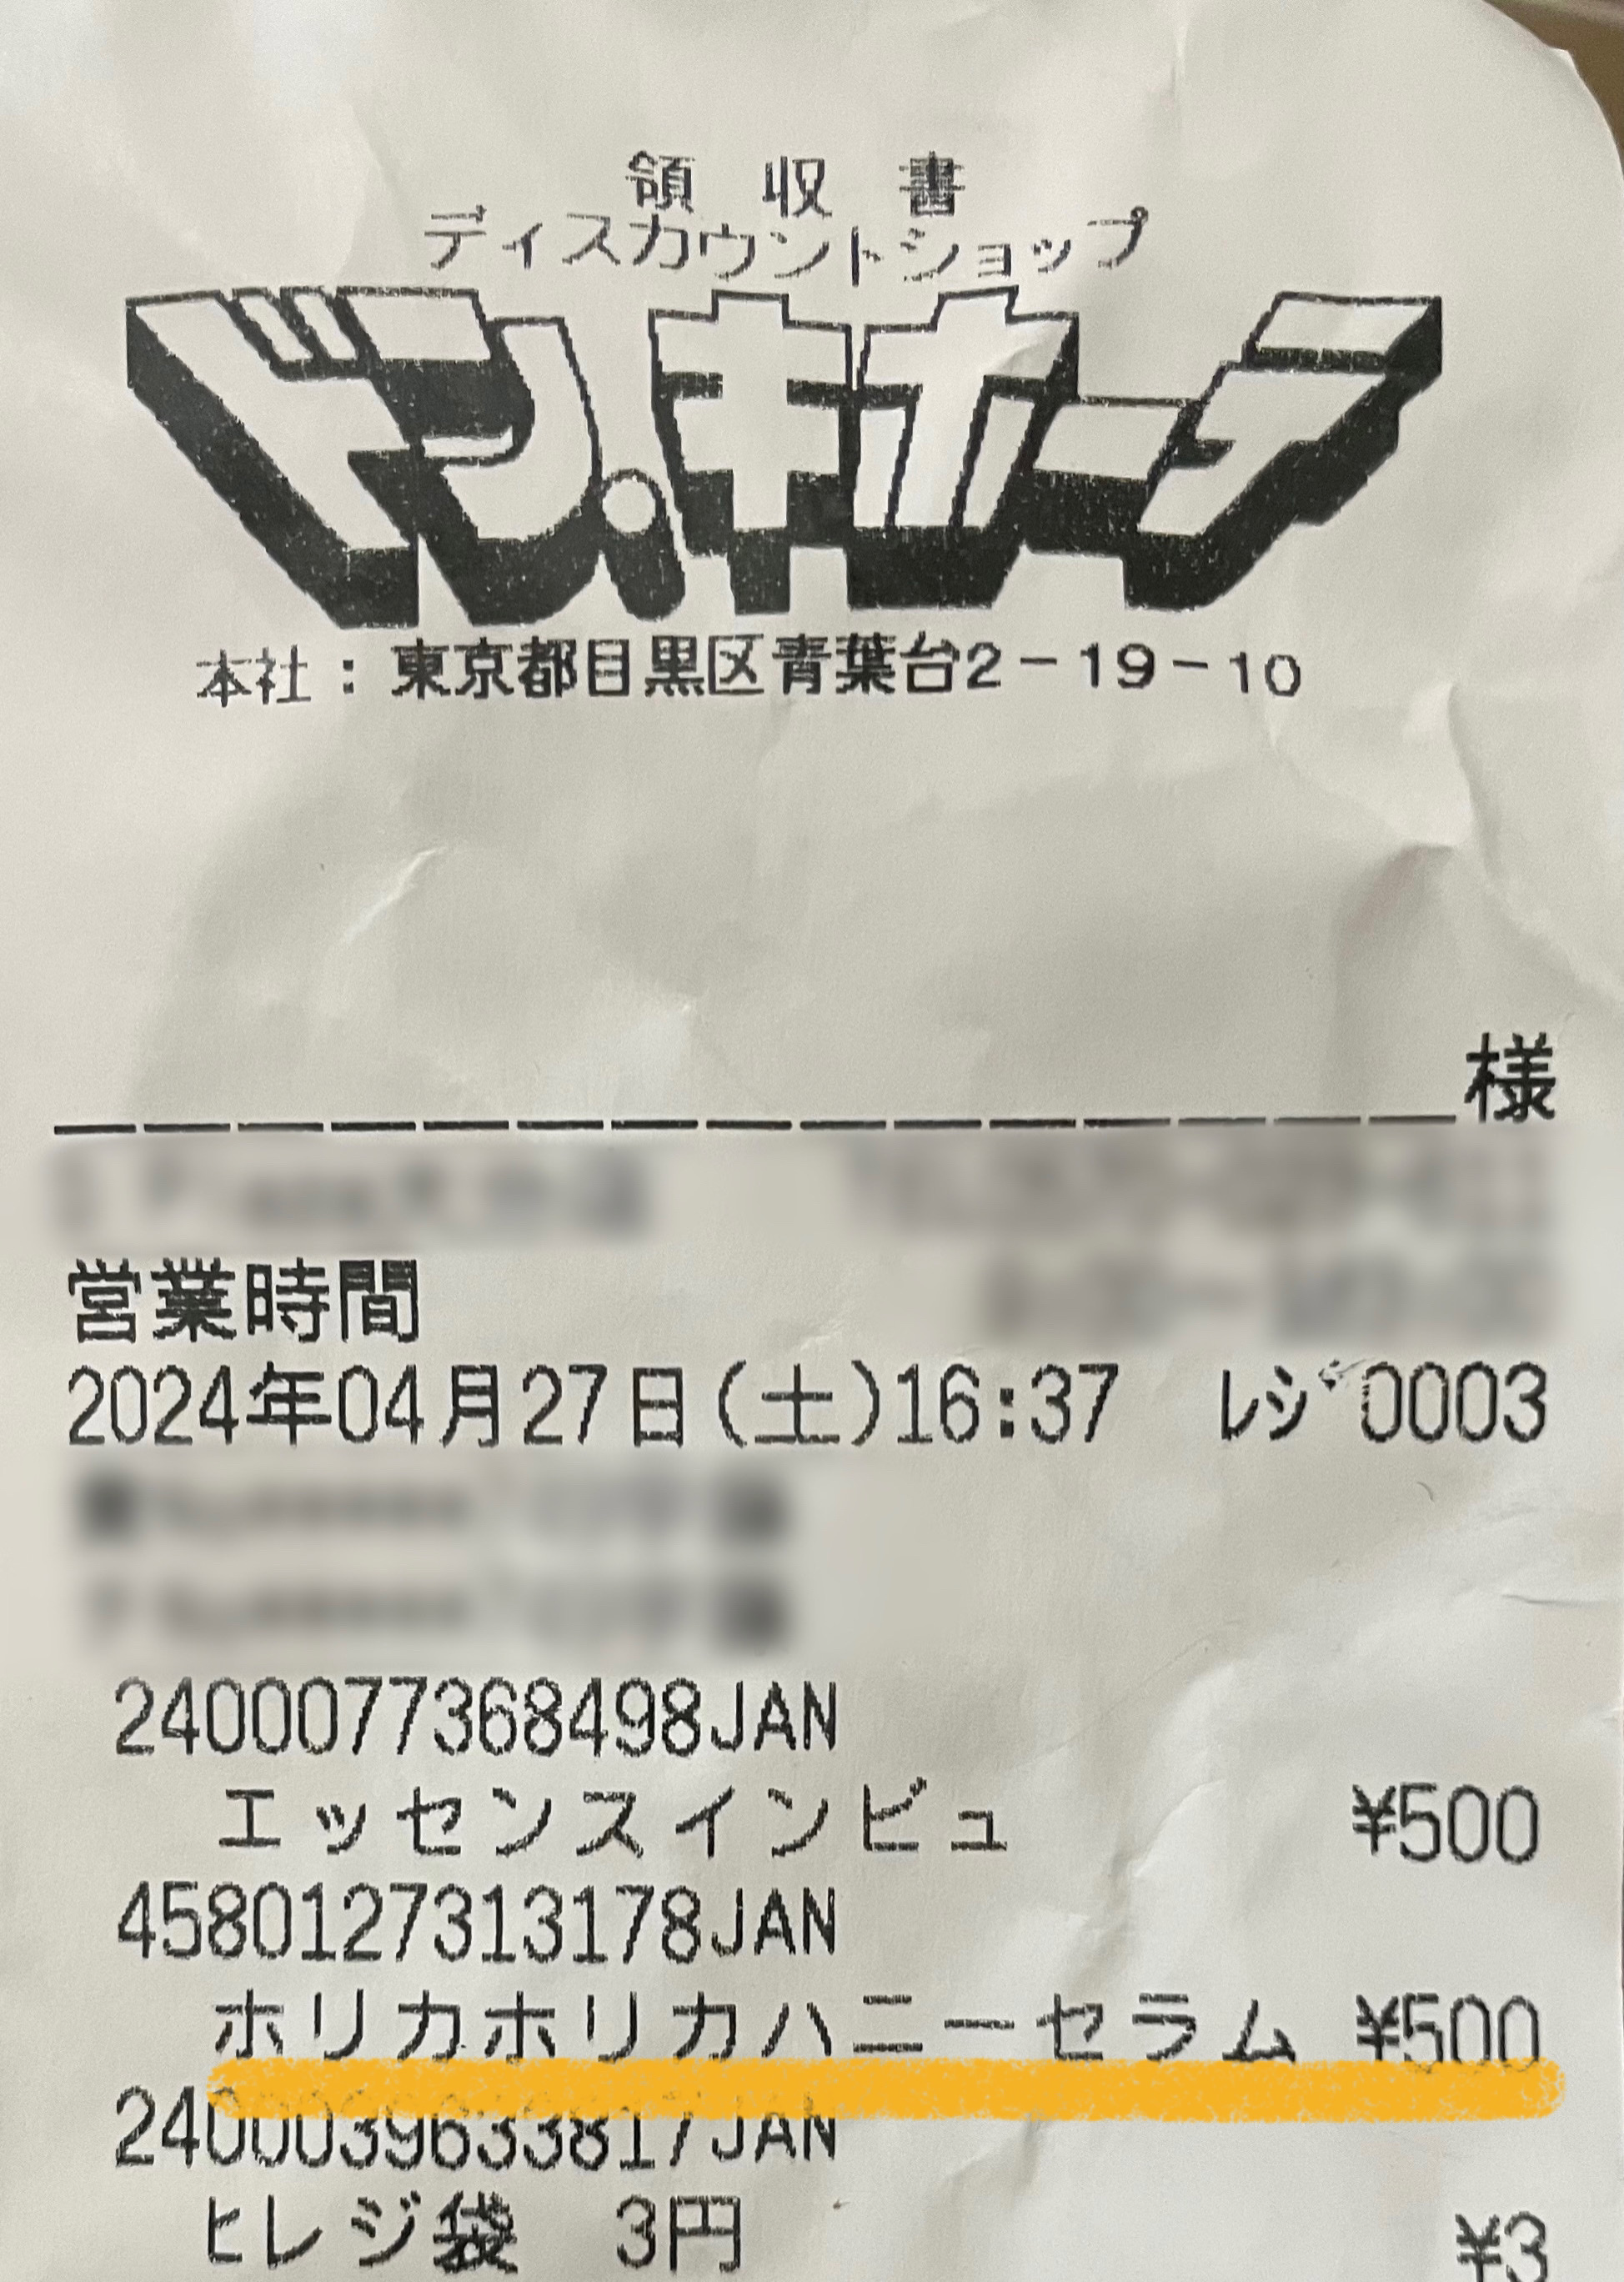 領 収 書
ディスカウントショップ
ドン.キホーテ
本社：東京都目黒区青葉台2－19－10
様
営業時間
2024年04月27日(土)16:37 ﾚｼﾞ0003
2400077368498JAN
エッセンスインビュ ¥500
4580127313178JAN
ホリカホリカハニーセラム ¥500
2400039633817JAN
ヒレジ袋 3円 ¥3